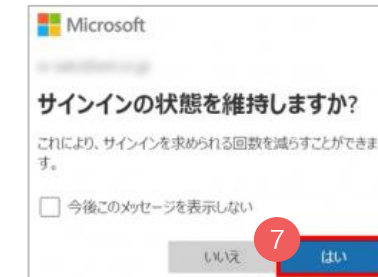 Microsoft
サインインの状態を維持しますか?
これにより、サインインを求められる回数を減らすことができま
す。
今後このメッセージを表示しない
いいえ
7
はい